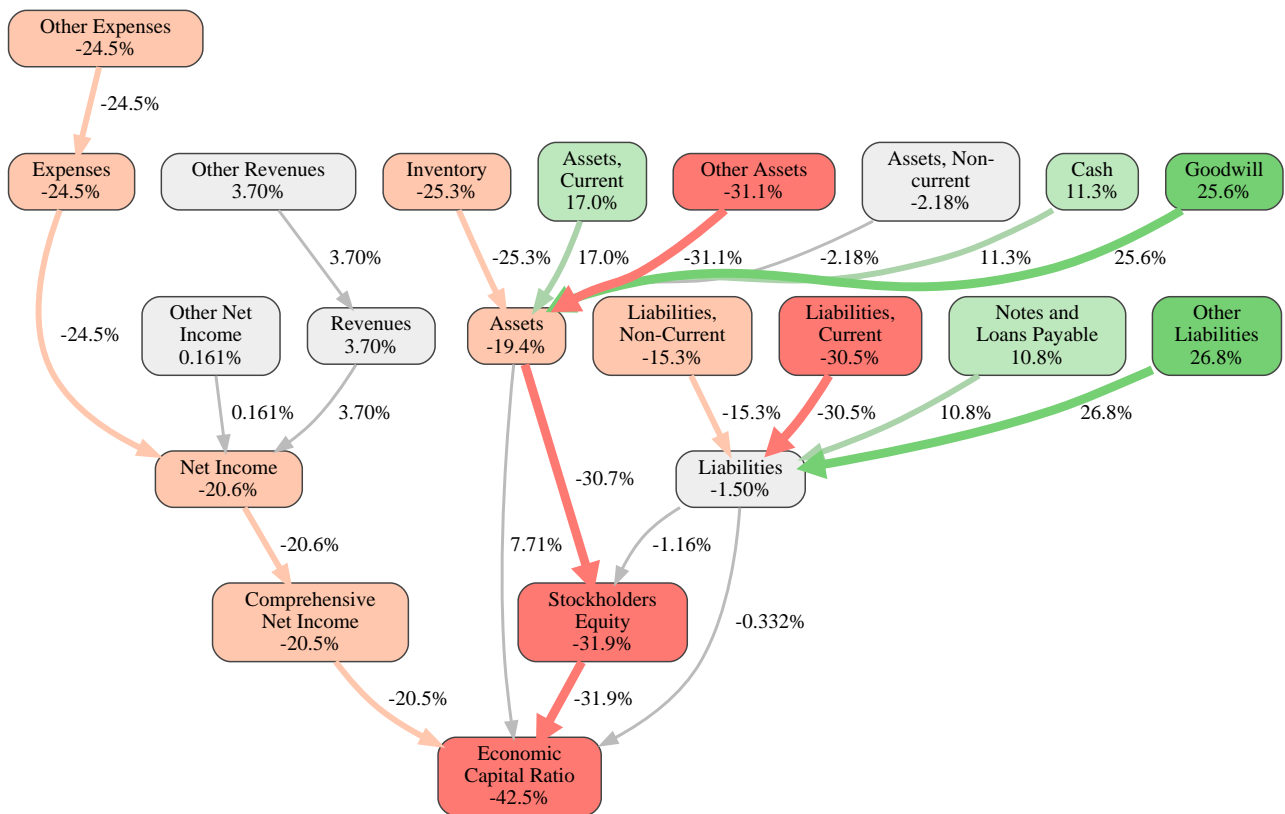 Other Expenses
-24.5%
-24.5%
Expenses
-24.5%
Other Revenues
3.70%
Inventory
-25.3%
Assets,
Current
17.0%
Other Assets
-31.1%
Assets, Non-
current
-2.18%
Cash
11.3%
Goodwill
25.6%
3.70%
-25.3%
17.0%
-31.1%
-2.18%
11.3%
25.6%
-24.5%
Other Net
Income
0.161%
Revenues
3.70%
Assets
-19.4%
Liabilities,
Non-Current
-15.3%
Liabilities,
Current
-30.5%
Notes and
Loans Payable
10.8%
Other
Liabilities
26.8%
0.161%
3.70%
-15.3%
-30.5%
10.8%
26.8%
Net Income
-20.6%
-30.7%
Liabilities
-1.50%
-20.6%
7.71%
-1.16%
Comprehensive
Net Income
-20.5%
Stockholders
Equity
-31.9%
-0.332%
-20.5%
-31.9%
Economic
Capital Ratio
-42.5%